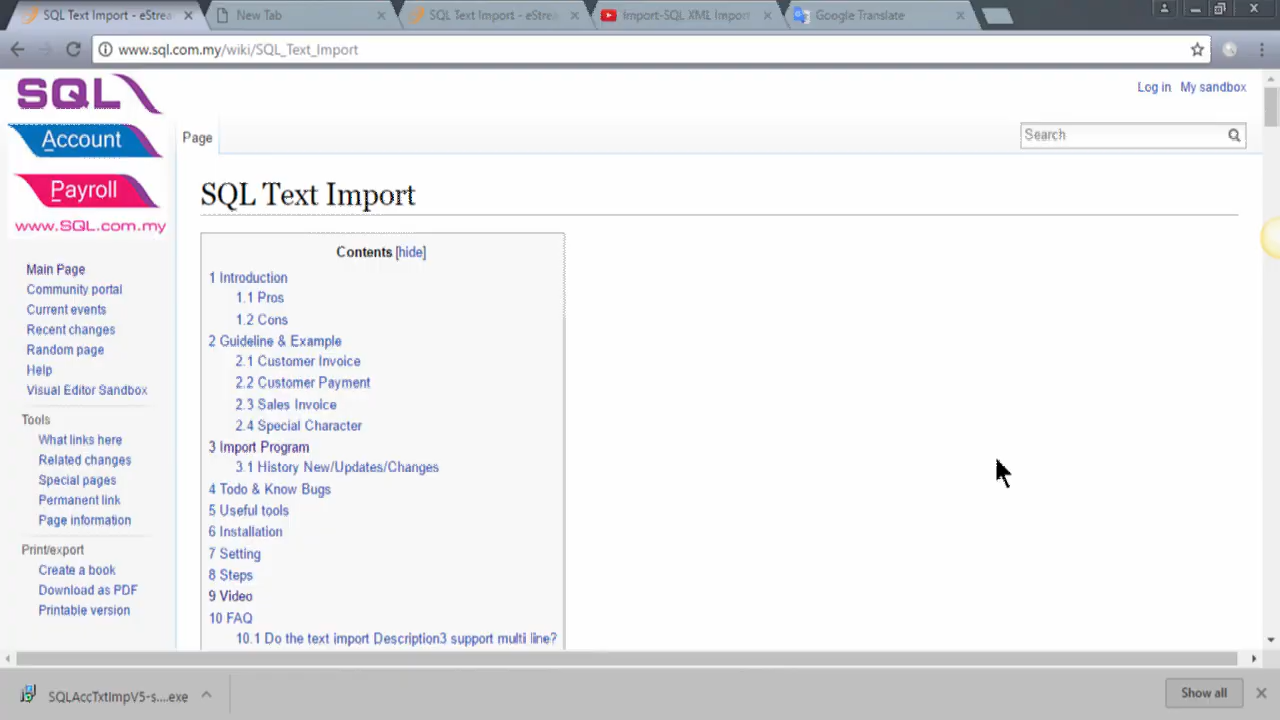 SQL Text Import - eStrea
New Tab
SQL Text Import - eStrea
Import-SQL XML Import
Google Translate
www.sql.com.my/wiki/SQL_Text_Import
SQL
Account
Payroll
www.SQL.com.my
Log in My sandbox
Page
Search
SQL Text Import
Main Page
Community portal
Current events
Recent changes
Random page
Help
Visual Editor Sandbox
Tools
What links here
Related changes
Special pages
Permanent link
Page information
Print/export
Create a book
Download as PDF
Printable version
Contents [hide]
1 Introduction
1.1 Pros
1.2 Cons
2 Guideline & Example
2.1 Customer Invoice
2.2 Customer Payment
2.3 Sales Invoice
2.4 Special Character
3 Import Program
3.1 History New/Updates/Changes
4 Todo & Know Bugs
5 Useful tools
6 Installation
7 Setting
8 Steps
9 Video
10 FAQ
10.1 Do the text import Description3 support multi line?
SQLAccTxtImpV5-s....exe
Show all